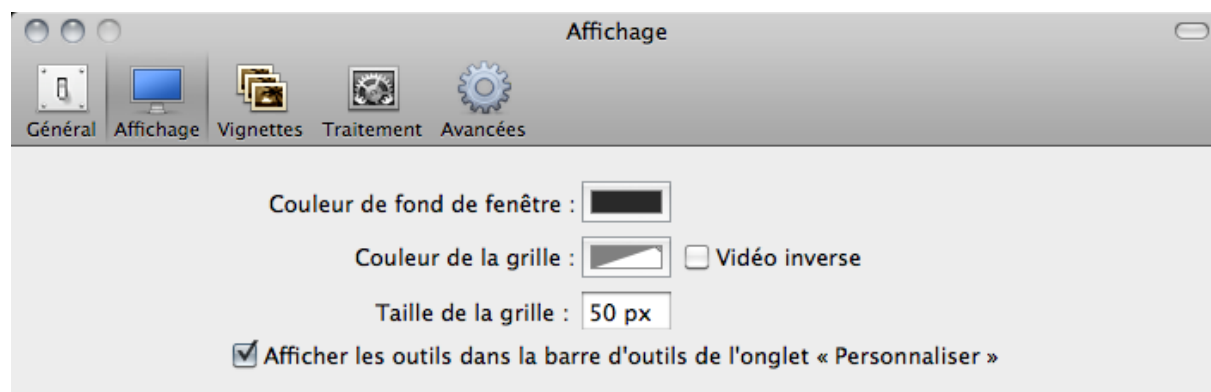 Affichage
Général Affichage Vignettes Traitement Avancées
Couleur de fond de fenêtre :
Couleur de la grille : Vidéo inverse
Taille de la grille : 50 px
Afficher les outils dans la barre d'outils de l'onglet « Personnaliser »